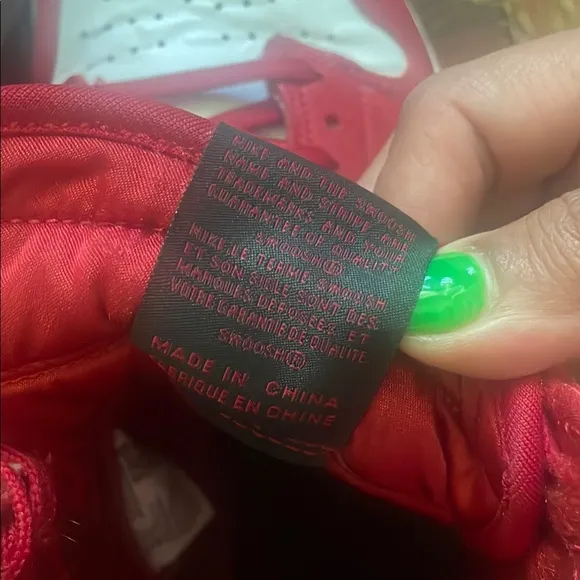 NIKE AND THE SWOOSH
NAME AND STRIPE ARE
TRADEMARKS AND YOUR
GUARANTEE OF QUALITY
SWOOSH®
NIKE LE TERME SWOOSH
ET SON SIGLE SONT DES
MARQUES DEPOSEES ET
VOTRE GARANTIE DE QUALITE
SWOOSH®
MADE IN CHINA
FABRIQUE EN CHINE